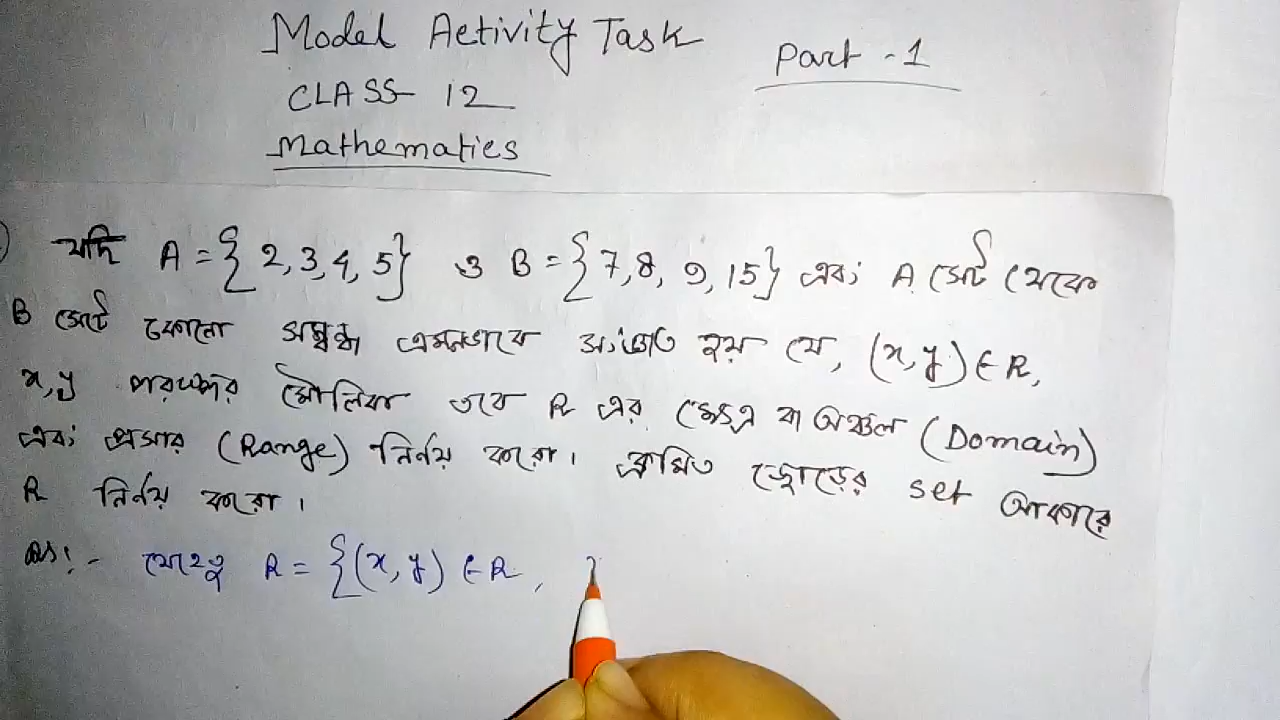 Model Activity Task
Part - 1
CLASS 12
Mathematics
যদি A = {2, 3, 4, 5} ও B = {7, 8, 9, 15} এবং A সেট থেকে
B সেটে কোনো সম্বন্ধ এমনভাবে সংজ্ঞাত হয় যে, (x, y) ∈ R,
x, y পরস্পর মৌলিক তবে R এর ক্ষেত্র বা অঞ্চল (Domain)
এবং প্রসার (Range) নির্ণয় করো। ক্রমিত জোড়ের set আকারে
R নির্ণয় করো।
Ans:- যেহেতু R = {(x, y) ∈ R,